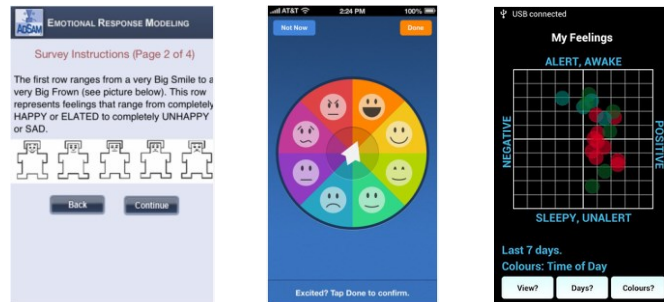 AdSAM
EMOTIONAL RESPONSE MODELING
Survey Instructions (Page 2 of 4)
The first row ranges from a very Big Smile to a
very Big Frown (see picture below). This row
represents feelings that range from completely
HAPPY or ELATED to completely UNHAPPY
or SAD.
Back Continue
AT&T 2:24 PM 100%
Not Now Done
Excited? Tap Done to confirm.
USB connected
My Feelings
ALERT, AWAKE
NEGATIVE
POSITIVE
SLEEPY, UNALERT
Last 7 days.
Colours: Time of Day
View? Days? Colours?